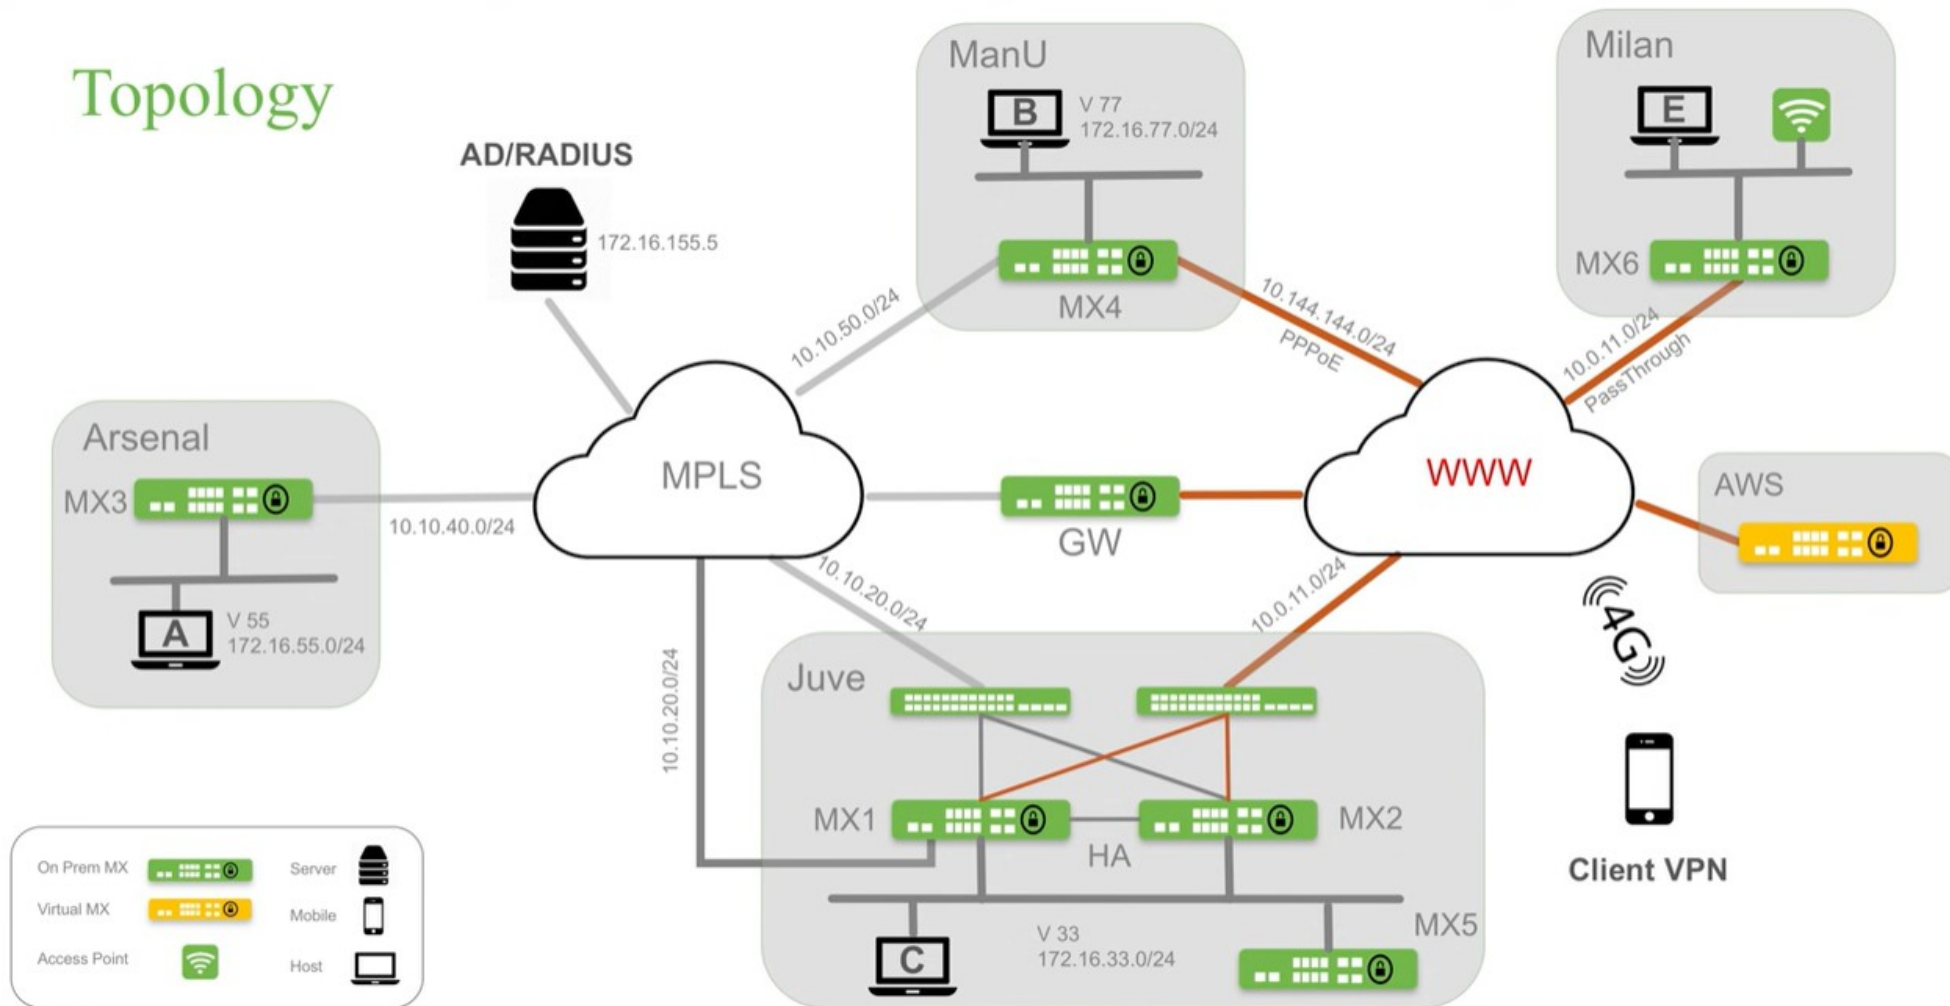 Topology
AD/RADIUS
172.16.155.5
ManU
B
V 77
172.16.77.0/24
MX4
Milan
E
MX6
10.10.50.0/24
10.144.144.0/24
PPPoE
10.0.11.0/24
PassThrough
Arsenal
MX3
10.10.40.0/24
A
V 55
172.16.55.0/24
MPLS
GW
WWW
AWS
10.10.20.0/24
10.10.20.0/24
10.0.11.0/24
4G
Client VPN
Juve
MX1
HA
MX2
C
V 33
172.16.33.0/24
MX5
On Prem MX
Server
Virtual MX
Mobile
Access Point
Host